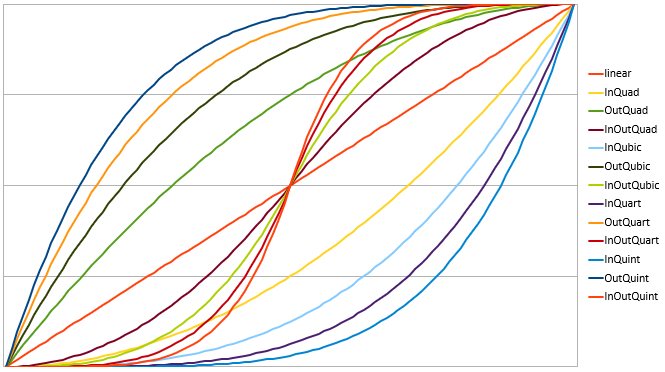 linear
InQuad
OutQuad
InOutQuad
InQubic
OutQubic
InOutQubic
InQuart
OutQuart
InOutQuart
InQuint
OutQuint
InOutQuint